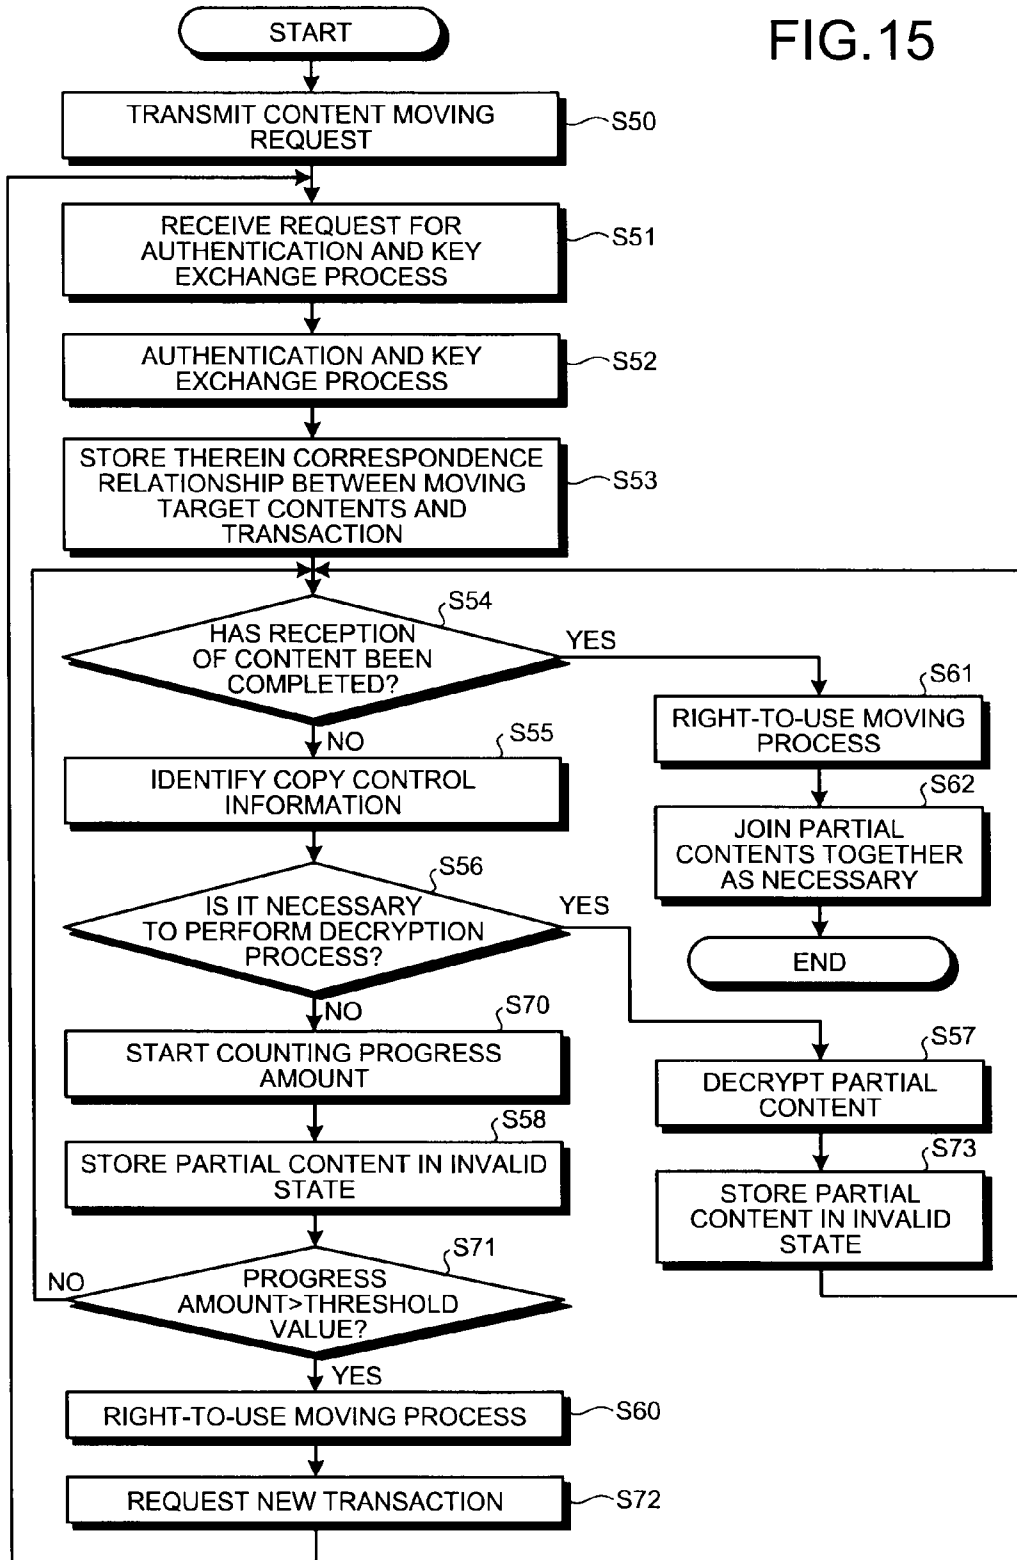 FIG.15
START
TRANSMIT CONTENT MOVING
REQUEST
S50
RECEIVE REQUEST FOR
AUTHENTICATION AND KEY
EXCHANGE PROCESS
S51
AUTHENTICATION AND KEY
EXCHANGE PROCESS
S52
STORE THEREIN CORRESPONDENCE
RELATIONSHIP BETWEEN MOVING
TARGET CONTENTS AND
TRANSACTION
S53
S54
HAS RECEPTION
OF CONTENT BEEN
COMPLETED?
YES
NO
S55
IDENTIFY COPY CONTROL
INFORMATION
S56
IS IT NECESSARY
TO PERFORM DECRYPTION
PROCESS?
YES
NO
S70
START COUNTING PROGRESS
AMOUNT
S58
STORE PARTIAL CONTENT IN INVALID
STATE
S71
PROGRESS
AMOUNT>THRESHOLD
VALUE?
NO
YES
RIGHT-TO-USE MOVING PROCESS
S60
REQUEST NEW TRANSACTION
S72
S61
RIGHT-TO-USE MOVING
PROCESS
S62
JOIN PARTIAL
CONTENTS TOGETHER
AS NECESSARY
END
S57
DECRYPT PARTIAL
CONTENT
S73
STORE PARTIAL
CONTENT IN INVALID
STATE